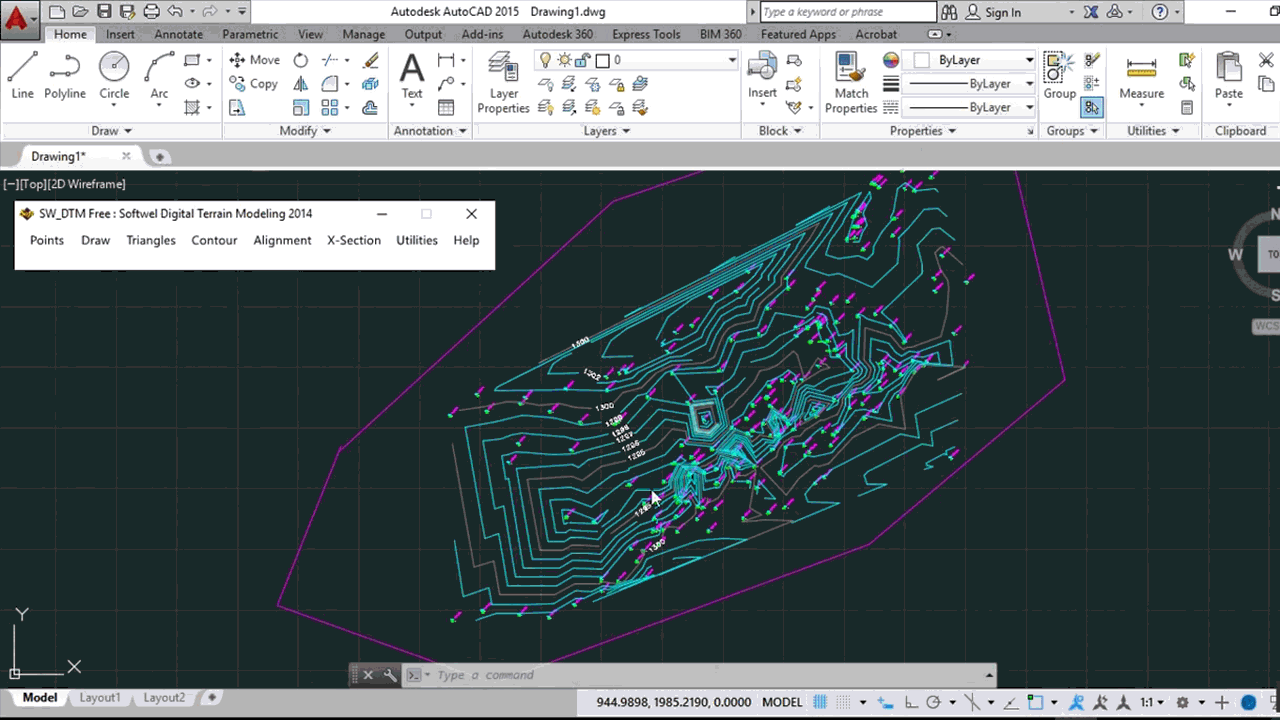 Autodesk AutoCAD 2015 Drawing1.dwg
Type a keyword or phrase
Sign In
Home Insert Annotate Parametric View Manage Output Add-ins Autodesk 360 Express Tools BIM 360 Featured Apps Acrobat
Line Polyline Circle Arc
Move
Copy
Text
Layer Properties
0
Insert
Match Properties
ByLayer
ByLayer
ByLayer
Group
Measure
Paste
Draw Modify Annotation Layers Block Properties Groups Utilities Clipboard
Drawing1*
[−][Top][2D Wireframe]
SW_DTM Free : Softwel Digital Terrain Modeling 2014
Points Draw Triangles Contour Alignment X-Section Utilities Help
N
W
TO
S
WCS
1302
1300
1300
Y
X
Type a command
Model Layout1 Layout2
944.9898, 1985.2190, 0.0000 MODEL
1:1